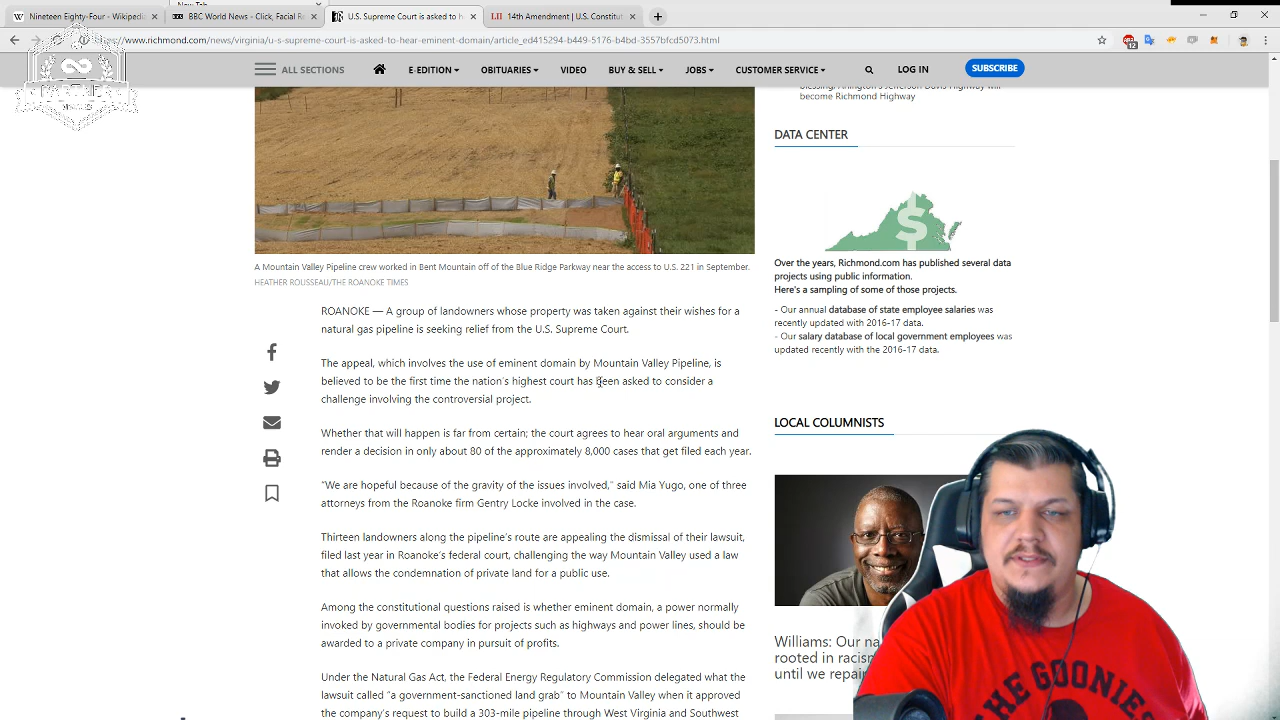 Nineteen Eighty-Four - Wikipedia
BBC World News - Click, Facial Re
U.S. Supreme Court is asked to h
14th Amendment | U.S. Constitut
//www.richmond.com/news/virginia/u-s-supreme-court-is-asked-to-hear-eminent-domain/article_ed415294-b449-5176-b4bd-3557bfcd5073.html
12
ALL SECTIONS
E-EDITION
OBITUARIES
VIDEO
BUY & SELL
JOBS
CUSTOMER SERVICE
LOG IN
SUBSCRIBE
blessing, Arlington's Jefferson Davis Highway will
become Richmond Highway
DATA CENTER
$
Over the years, Richmond.com has published several data
projects using public information.
Here's a sampling of some of those projects.
- Our annual database of state employee salaries was
recently updated with 2016-17 data.
- Our salary database of local government employees was
updated recently with the 2016-17 data.
LOCAL COLUMNISTS
Williams: Our na
rooted in racism
until we repair
A Mountain Valley Pipeline crew worked in Bent Mountain off of the Blue Ridge Parkway near the access to U.S. 221 in September.
HEATHER ROUSSEAU/THE ROANOKE TIMES
ROANOKE — A group of landowners whose property was taken against their wishes for a
natural gas pipeline is seeking relief from the U.S. Supreme Court.
The appeal, which involves the use of eminent domain by Mountain Valley Pipeline, is
believed to be the first time the nation's highest court has been asked to consider a
challenge involving the controversial project.
Whether that will happen is far from certain; the court agrees to hear oral arguments and
render a decision in only about 80 of the approximately 8,000 cases that get filed each year.
"We are hopeful because of the gravity of the issues involved," said Mia Yugo, one of three
attorneys from the Roanoke firm Gentry Locke involved in the case.
Thirteen landowners along the pipeline's route are appealing the dismissal of their lawsuit,
filed last year in Roanoke's federal court, challenging the way Mountain Valley used a law
that allows the condemnation of private land for a public use.
Among the constitutional questions raised is whether eminent domain, a power normally
invoked by governmental bodies for projects such as highways and power lines, should be
awarded to a private company in pursuit of profits.
Under the Natural Gas Act, the Federal Energy Regulatory Commission delegated what the
lawsuit called "a government-sanctioned land grab" to Mountain Valley when it approved
the company's request to build a 303-mile pipeline through West Virginia and Southwest
THE GOONIES